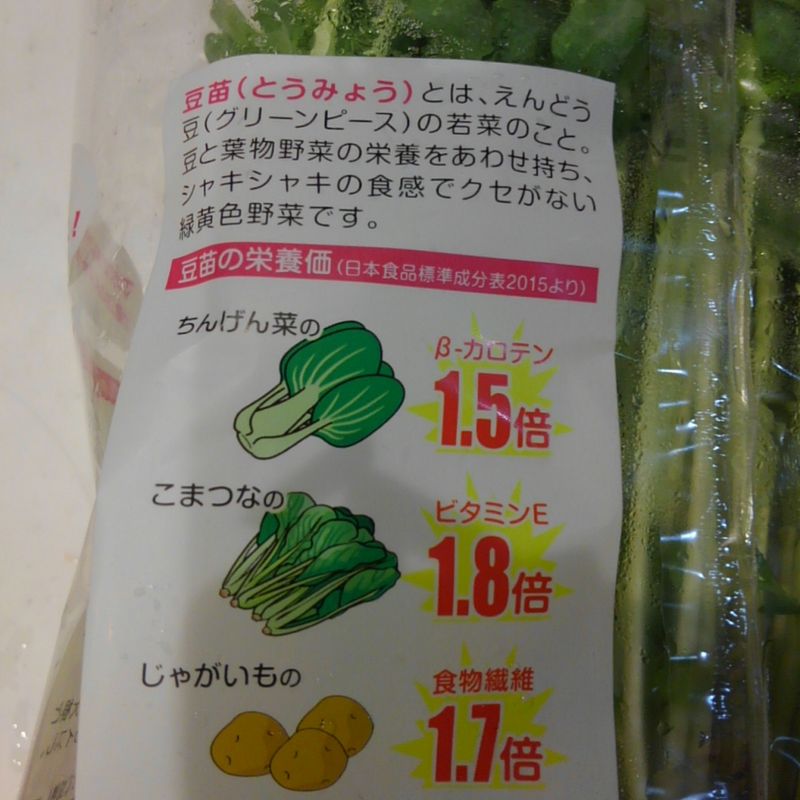 豆苗(とうみょう)とは、えんどう
豆(グリーンピース)の若菜のこと。
豆と葉物野菜の栄養をあわせ持ち、
シャキシャキの食感でクセがない
緑黄色野菜です。
豆苗の栄養価(日本食品標準成分表2015より)
ちんげん菜の
β-カロテン
1.5倍
こまつなの
ビタミンE
1.8倍
じゃがいもの
食物繊維
1.7倍
!